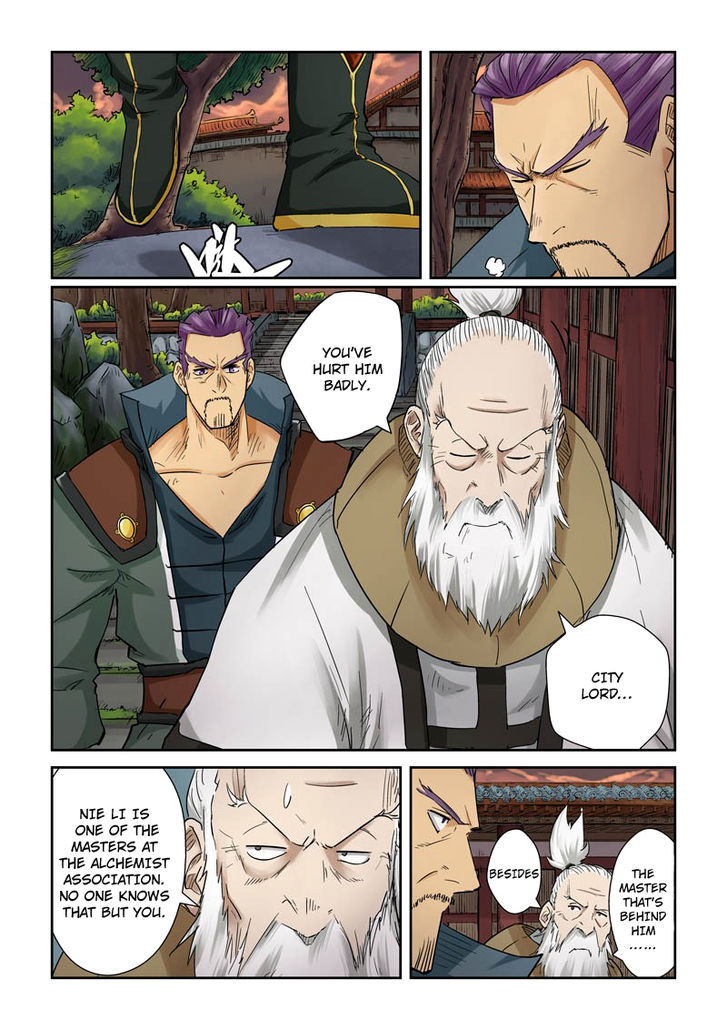 YOU'VE
HURT HIM
BADLY.
CITY
LORD...
NIE LI IS
ONE OF THE
MASTERS AT
THE ALCHEMIST
ASSOCIATION.
NO ONE KNOWS
THAT BUT YOU.
BESIDES
THE
MASTER
THAT'S
BEHIND
HIM
......